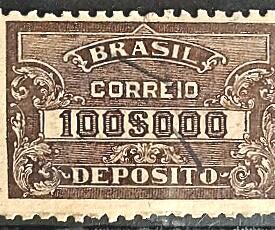 BRASIL
CORREIO
100$000
DEPOSITO